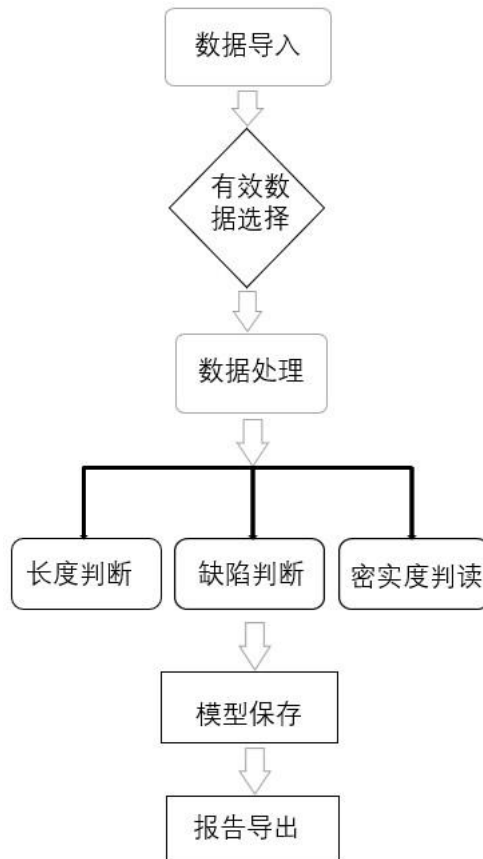 数据导入
有效数
据选择
数据处理
长度判断
缺陷判断
密实度判读
模型保存
报告导出